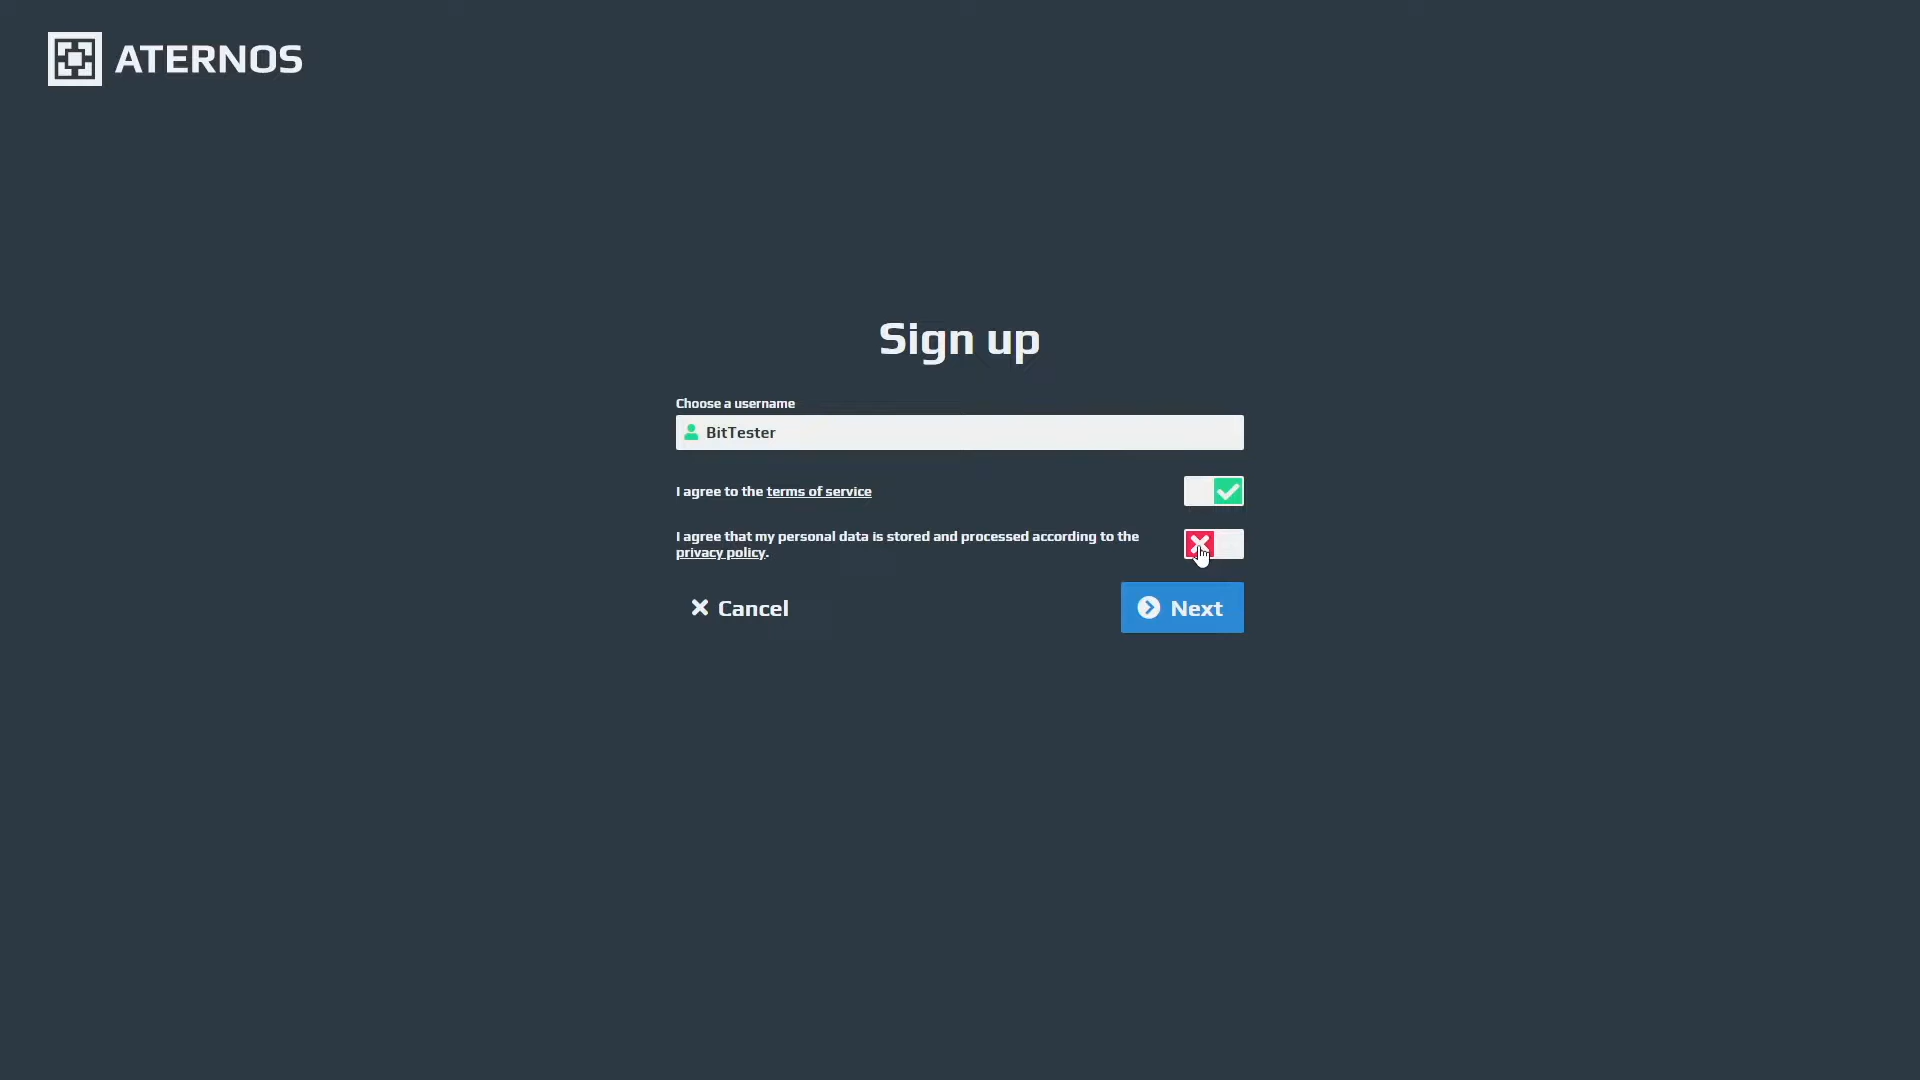 ATERNOS
Sign up
Choose a username
BitTester
I agree to the terms of service
I agree that my personal data is stored and processed according to the
privacy policy.
Cancel
Next